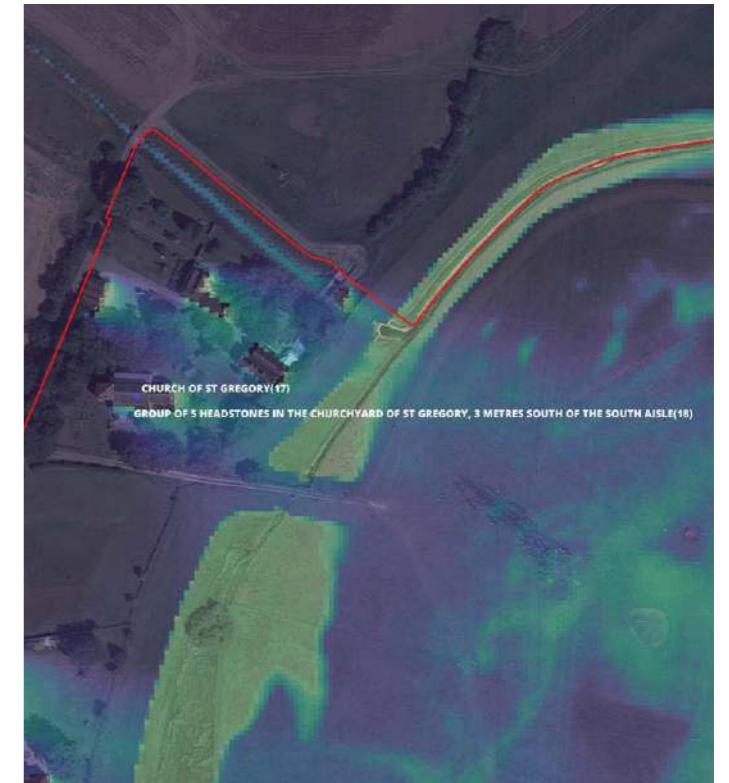 CHURCH OF ST GREGORY(17)
GROUP OF 5 HEADSTONES IN THE CHURCHYARD OF ST GREGORY, 3 METRES SOUTH OF THE SOUTH AISLE(18)